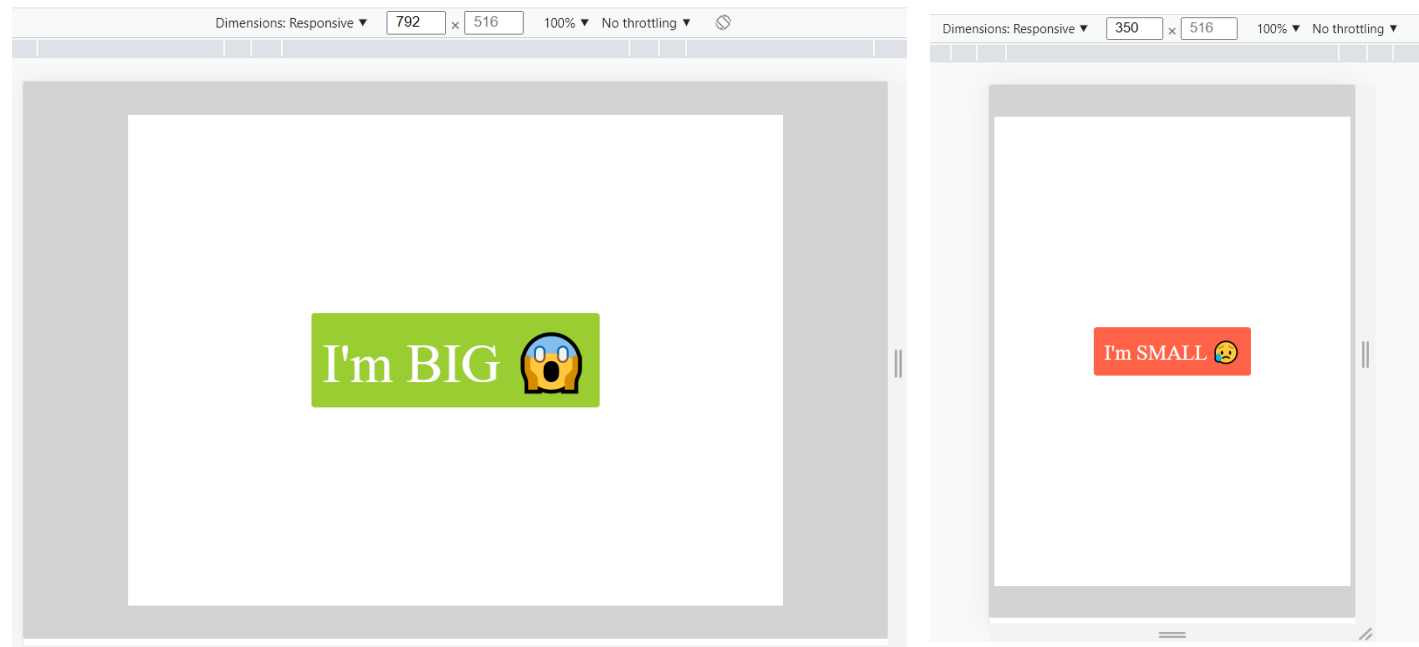 Dimensions: Responsive ▼ 792 × 516 100% ▼ No throttling ▼
I'm BIG 😱
Dimensions: Responsive ▼ 350 × 516 100% ▼ No throttling ▼
I'm SMALL 😥